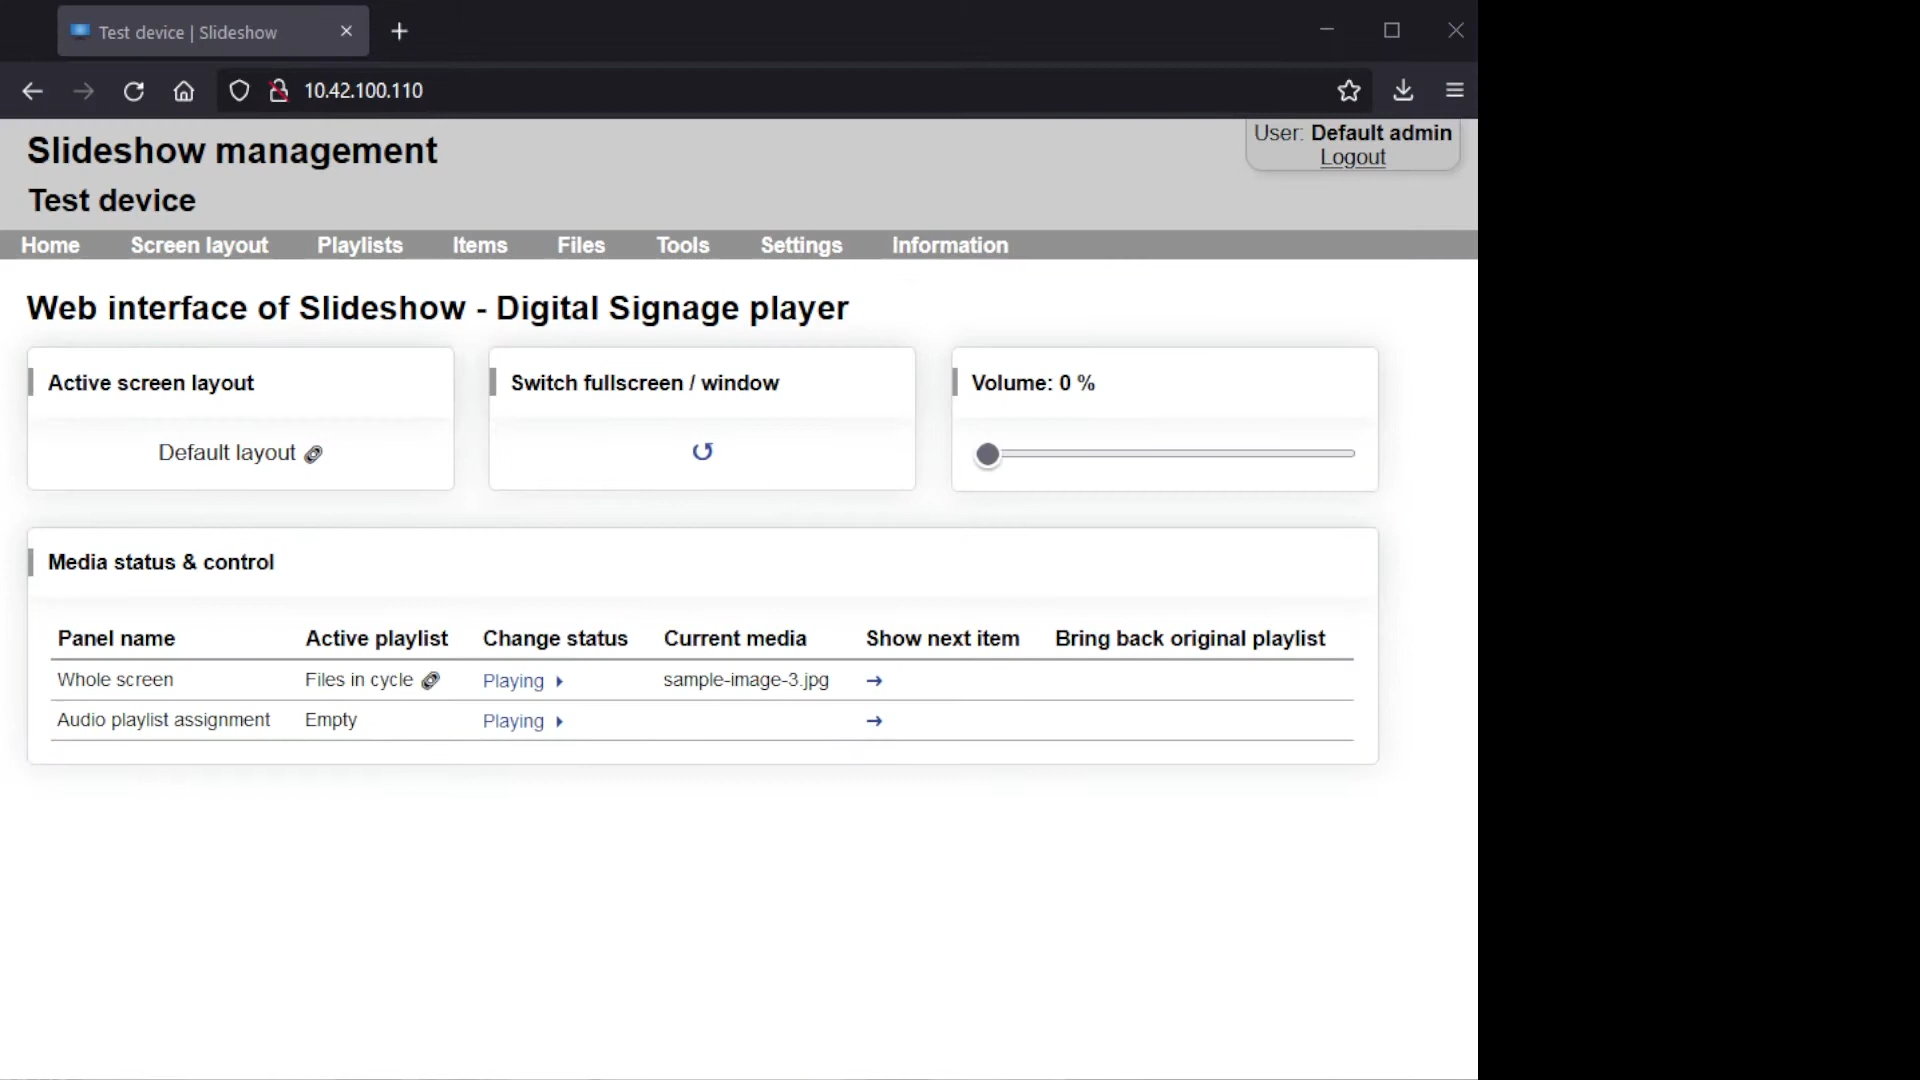 Test device | Slideshow
10.42.100.110
User: Default admin
Logout
Slideshow management
Test device
Home Screen layout Playlists Items Files Tools Settings Information
Web interface of Slideshow - Digital Signage player
Active screen layout
Default layout
Switch fullscreen / window
Volume: 0 %
Media status & control
Panel name Active playlist Change status Current media Show next item Bring back original playlist
Whole screen Files in cycle Playing sample-image-3.jpg →
Audio playlist assignment Empty Playing →